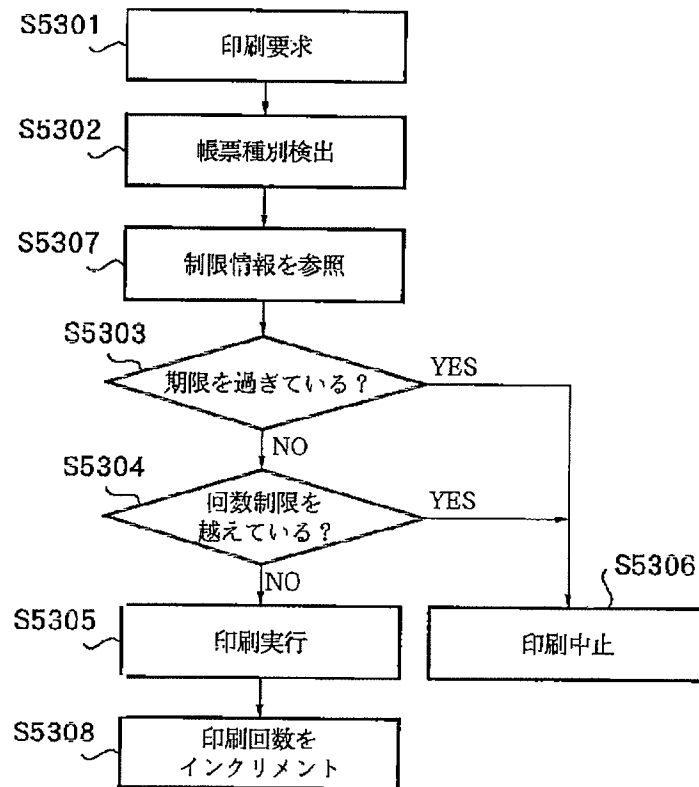 S5301
印刷要求
S5302
帳票種別検出
S5307
制限情報を参照
S5303
期限を過ぎている?
YES
NO
S5304
回数制限を
越えている?
YES
NO
S5305
印刷実行
S5306
印刷中止
S5308
印刷回数を
インクリメント